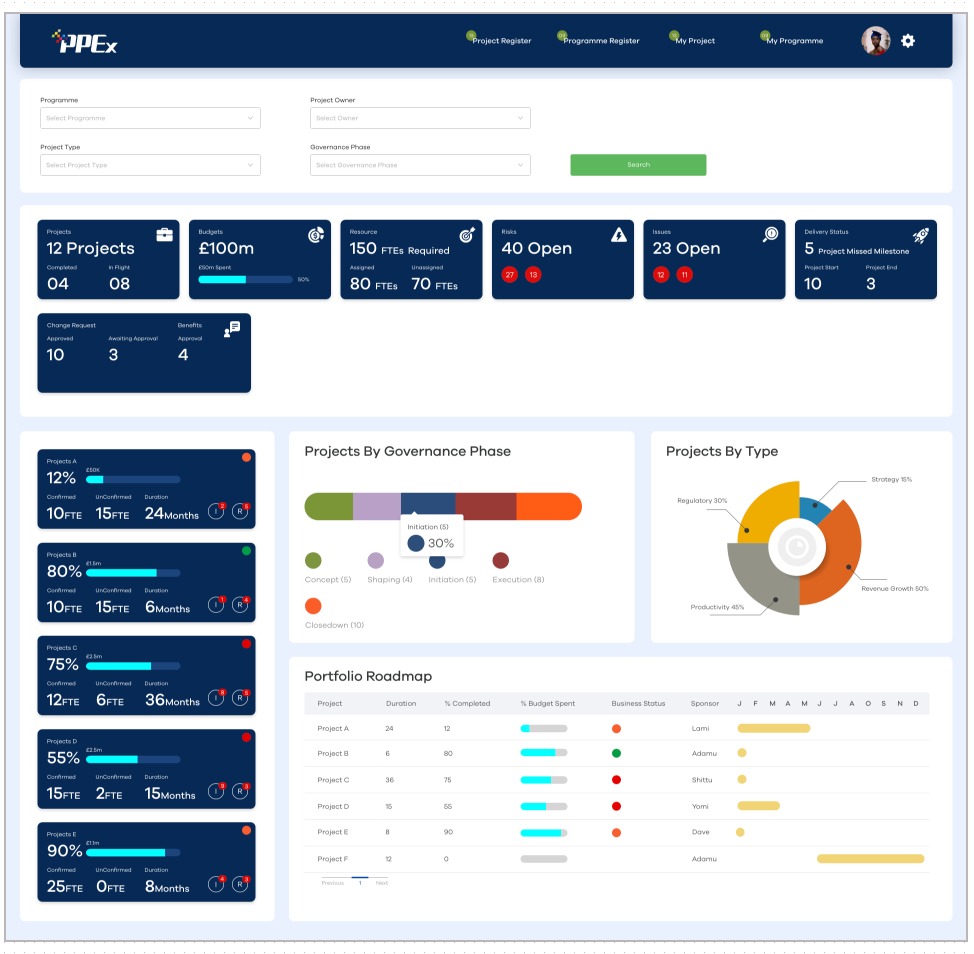 PPEx
Project Register
Programme Register
My Project
My Programme
Programme
Project Owner
Select Programme
Select Owner
Project Type
Governance Phase
Select Project Type
Select Governance Phase
Search
Projects
12 Projects
Completed
In Flight
04
08
Budgets
£100m
£50m Spent
50%
Resource
150 FTEs Required
Assigned
Unassigned
80 FTEs
70 FTEs
Risks
40 Open
27
13
Issues
23 Open
12
11
Delivery Status
5 Project Missed Milestone
Project Start
Project End
10
3
Change Request
Benefits
Approved
Awaiting Approval
Approval
10
3
4
Projects A
£50K
12%
Confirmed
UnConfirmed
Duration
10FTE
15FTE
24Months
I
2
R
5
Projects B
£1.5m
80%
Confirmed
UnConfirmed
Duration
10FTE
15FTE
6Months
I
1
R
4
Projects C
£2.5m
75%
Confirmed
UnConfirmed
Duration
12FTE
6FTE
36Months
I
R
Projects D
£2.5m
55%
Confirmed
UnConfirmed
Duration
15FTE
2FTE
15Months
I
R
Projects E
£11m
90%
Confirmed
UnConfirmed
Duration
25FTE
0FTE
8Months
I
4
R
3
Projects By Governance Phase
Initiation (5)
30%
Concept (5)
Shaping (4)
Initiation (5)
Execution (8)
Closedown (10)
Projects By Type
Strategy 15%
Regulatory 30%
Revenue Growth 50%
Productivity 45%
Portfolio Roadmap
Project Duration % Completed % Budget Spent Business Status Sponsor J F M A M J J A O S N D
Project A 24 12 Lami
Project B 6 80 Adamu
Project C 36 75 Shittu
Project D 15 55 Yomi
Project E 8 90 Dave
Project F 12 0 Adamu
Previous 1 Next